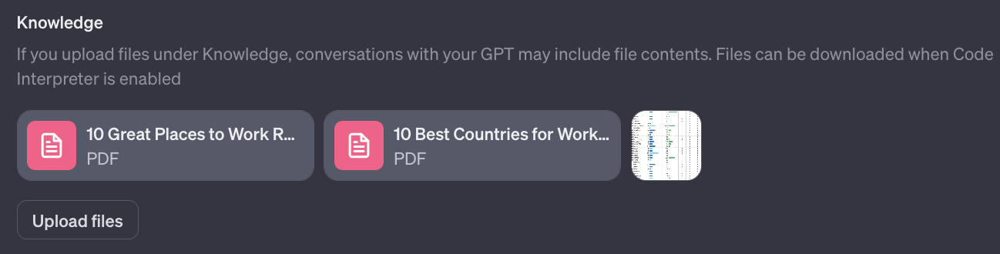 Knowledge
If you upload files under Knowledge, conversations with your GPT may include file contents. Files can be downloaded when Code
Interpreter is enabled
10 Great Places to Work R...
PDF
10 Best Countries for Work...
PDF
Upload files